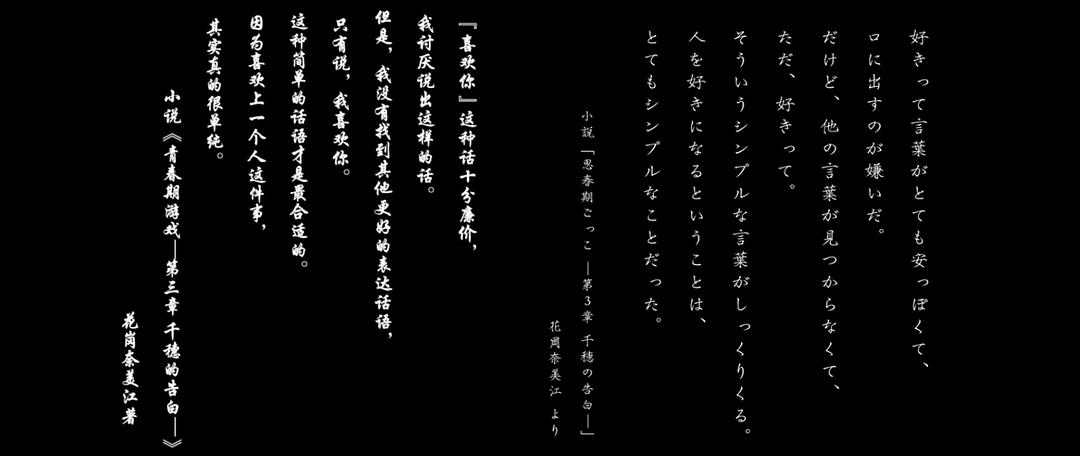 好きって言葉がとても安っぽくて、
口に出すのが嫌いだ。
だけど、他の言葉が見つからなくて、
ただ、好きって。
そういうシンプルな言葉がしっくりくる。
人を好きになるということは、
とてもシンプルなことだった。
小説「思春期ごっこ ―第3章 千穂の告白―」
花岡奈美江 より
『喜欢你』这种话十分廉价,
我讨厌说出这样的话。
但是,我没有找到其他更好的表达话语,
只有说,我喜欢你。
这种简单的话语才是最合适的。
因为喜欢上一个人这件事,
其实真的很单纯。
小说《青春期游戏—第三章 千穗的告白—》
花岗奈美江著